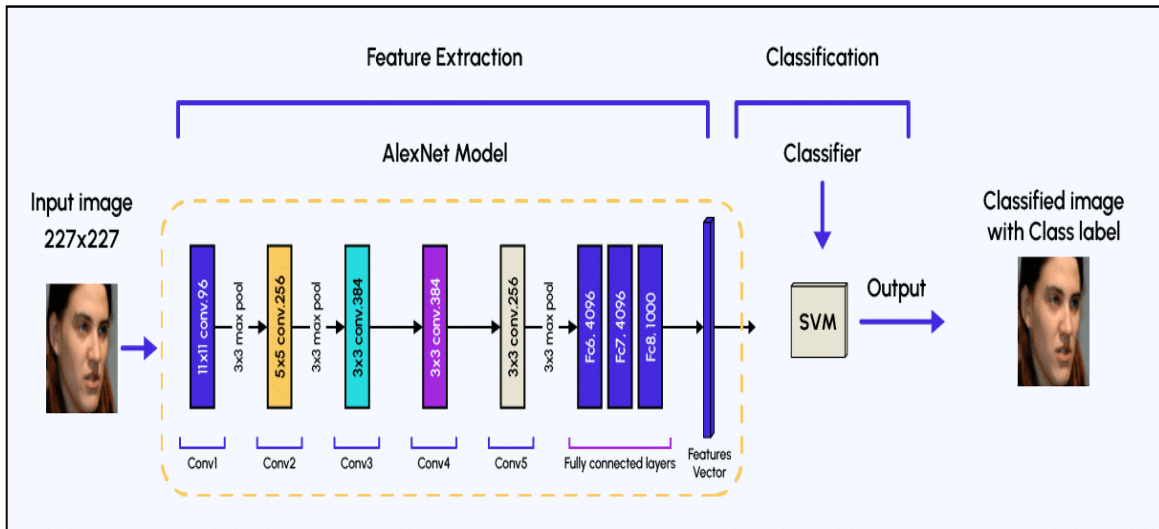 Feature Extraction
Classification
AlexNet Model
Classifier
Input image
227x227
11x11 conv.96
3x3 max pool
5x5 conv.256
3x3 max pool
3x3 conv.384
3x3 conv.384
3x3 conv.256
3x3 max pool
Fc6. 4096
Fc7. 4096
Fc8. 1000
SVM
Output
Classified image
with Class label
Conv1
Conv2
Conv3
Conv4
Conv5
Fully connected layers
Features
Vector